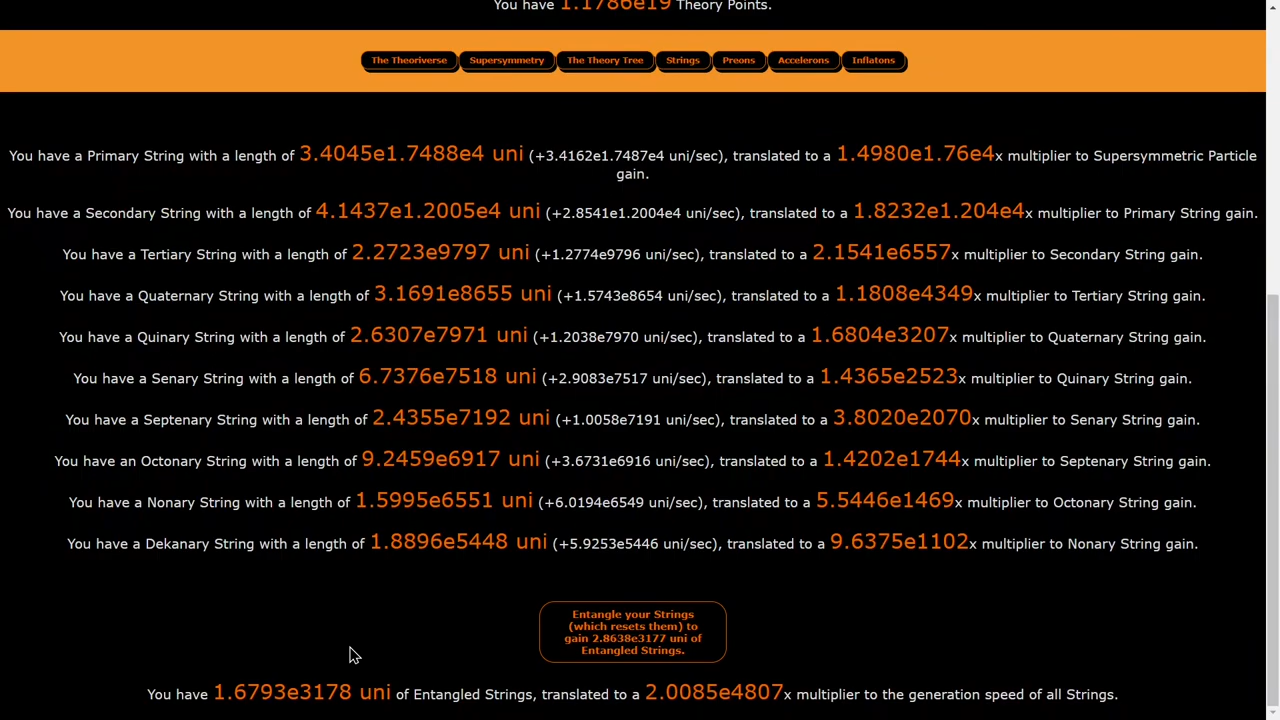 You have 1.1786e19 Theory Points.
The Theoriverse Supersymmetry The Theory Tree Strings Preons Accelerons Inflatons
You have a Primary String with a length of 3.4045e1.7488e4 uni (+3.4162e1.7487e4 uni/sec), translated to a 1.4980e1.76e4x multiplier to Supersymmetric Particle
gain.
You have a Secondary String with a length of 4.1437e1.2005e4 uni (+2.8541e1.2004e4 uni/sec), translated to a 1.8232e1.204e4x multiplier to Primary String gain.
You have a Tertiary String with a length of 2.2723e9797 uni (+1.2774e9796 uni/sec), translated to a 2.1541e6557x multiplier to Secondary String gain.
You have a Quaternary String with a length of 3.1691e8655 uni (+1.5743e8654 uni/sec), translated to a 1.1808e4349x multiplier to Tertiary String gain.
You have a Quinary String with a length of 2.6307e7971 uni (+1.2038e7970 uni/sec), translated to a 1.6804e3207x multiplier to Quaternary String gain.
You have a Senary String with a length of 6.7376e7518 uni (+2.9083e7517 uni/sec), translated to a 1.4365e2523x multiplier to Quinary String gain.
You have a Septenary String with a length of 2.4355e7192 uni (+1.0058e7191 uni/sec), translated to a 3.8020e2070x multiplier to Senary String gain.
You have an Octonary String with a length of 9.2459e6917 uni (+3.6731e6916 uni/sec), translated to a 1.4202e1744x multiplier to Septenary String gain.
You have a Nonary String with a length of 1.5995e6551 uni (+6.0194e6549 uni/sec), translated to a 5.5446e1469x multiplier to Octonary String gain.
You have a Dekanary String with a length of 1.8896e5448 uni (+5.9253e5446 uni/sec), translated to a 9.6375e1102x multiplier to Nonary String gain.
Entangle your Strings
(which resets them) to
gain 2.8638e3177 uni of
Entangled Strings.
You have 1.6793e3178 uni of Entangled Strings, translated to a 2.0085e4807x multiplier to the generation speed of all Strings.